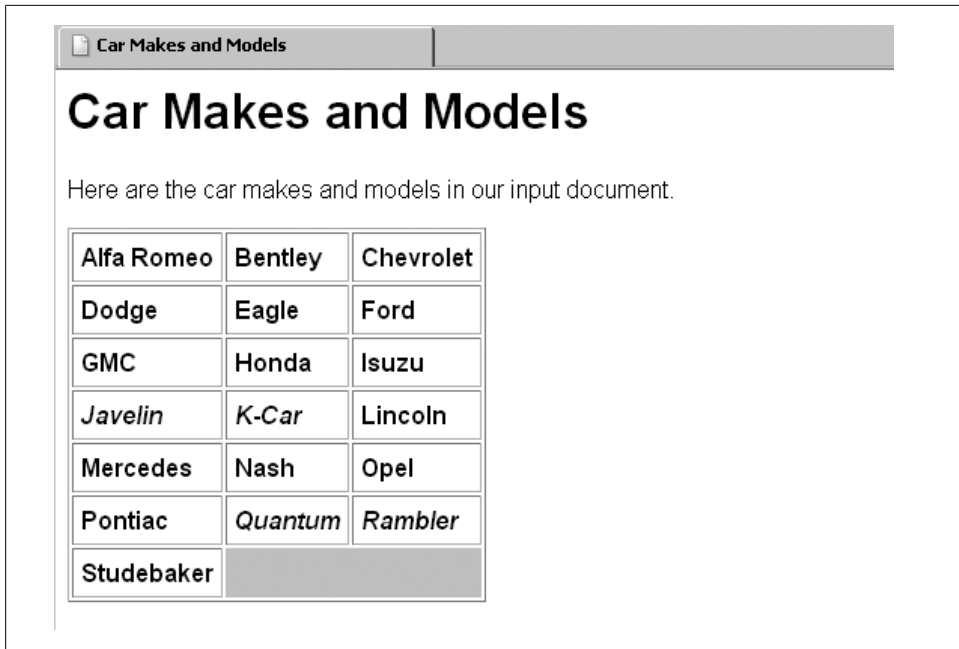 Car Makes and Models
Car Makes and Models
Here are the car makes and models in our input document.
Alfa Romeo Bentley Chevrolet
Dodge Eagle Ford
GMC Honda Isuzu
Javelin K-Car Lincoln
Mercedes Nash Opel
Pontiac Quantum Rambler
Studebaker